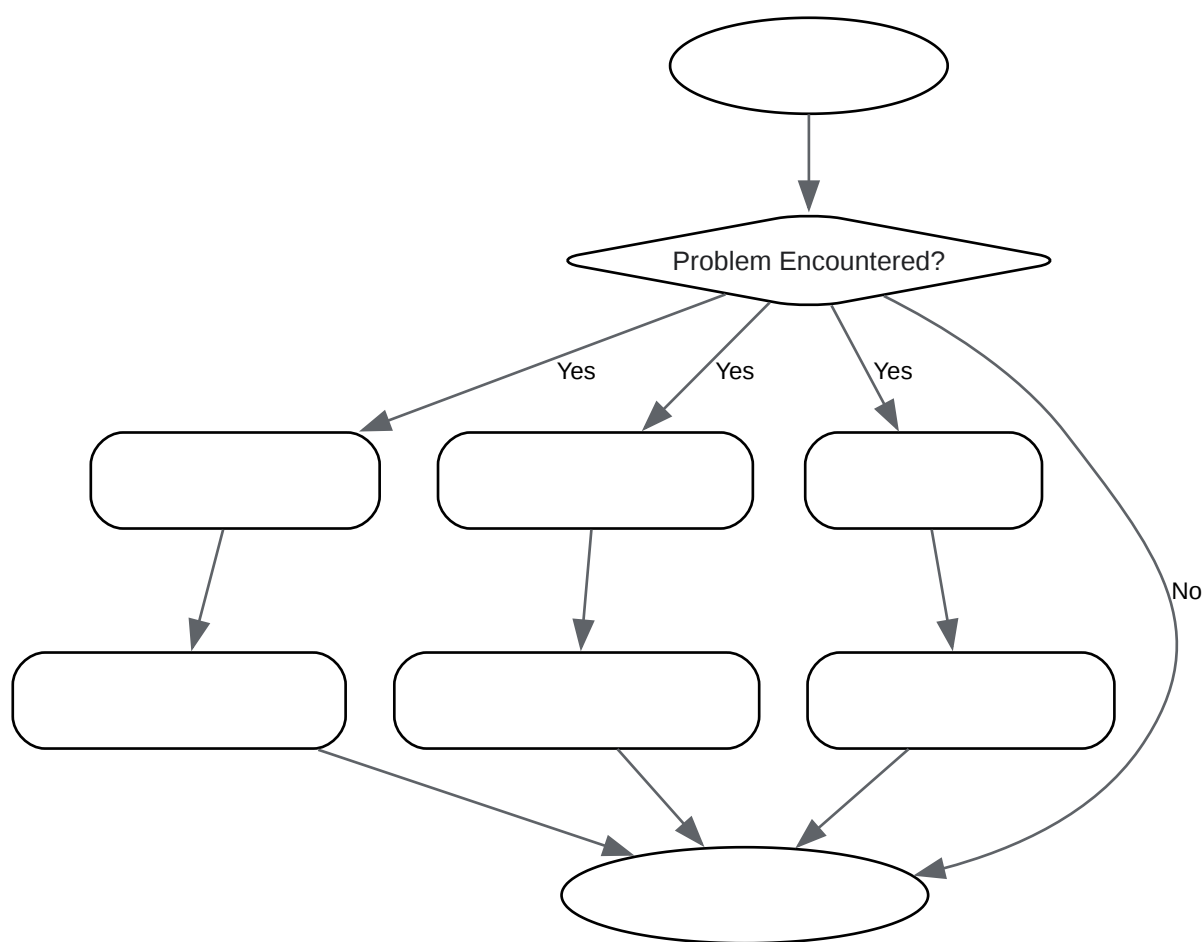 Problem Encountered?
Yes
Yes
Yes
No